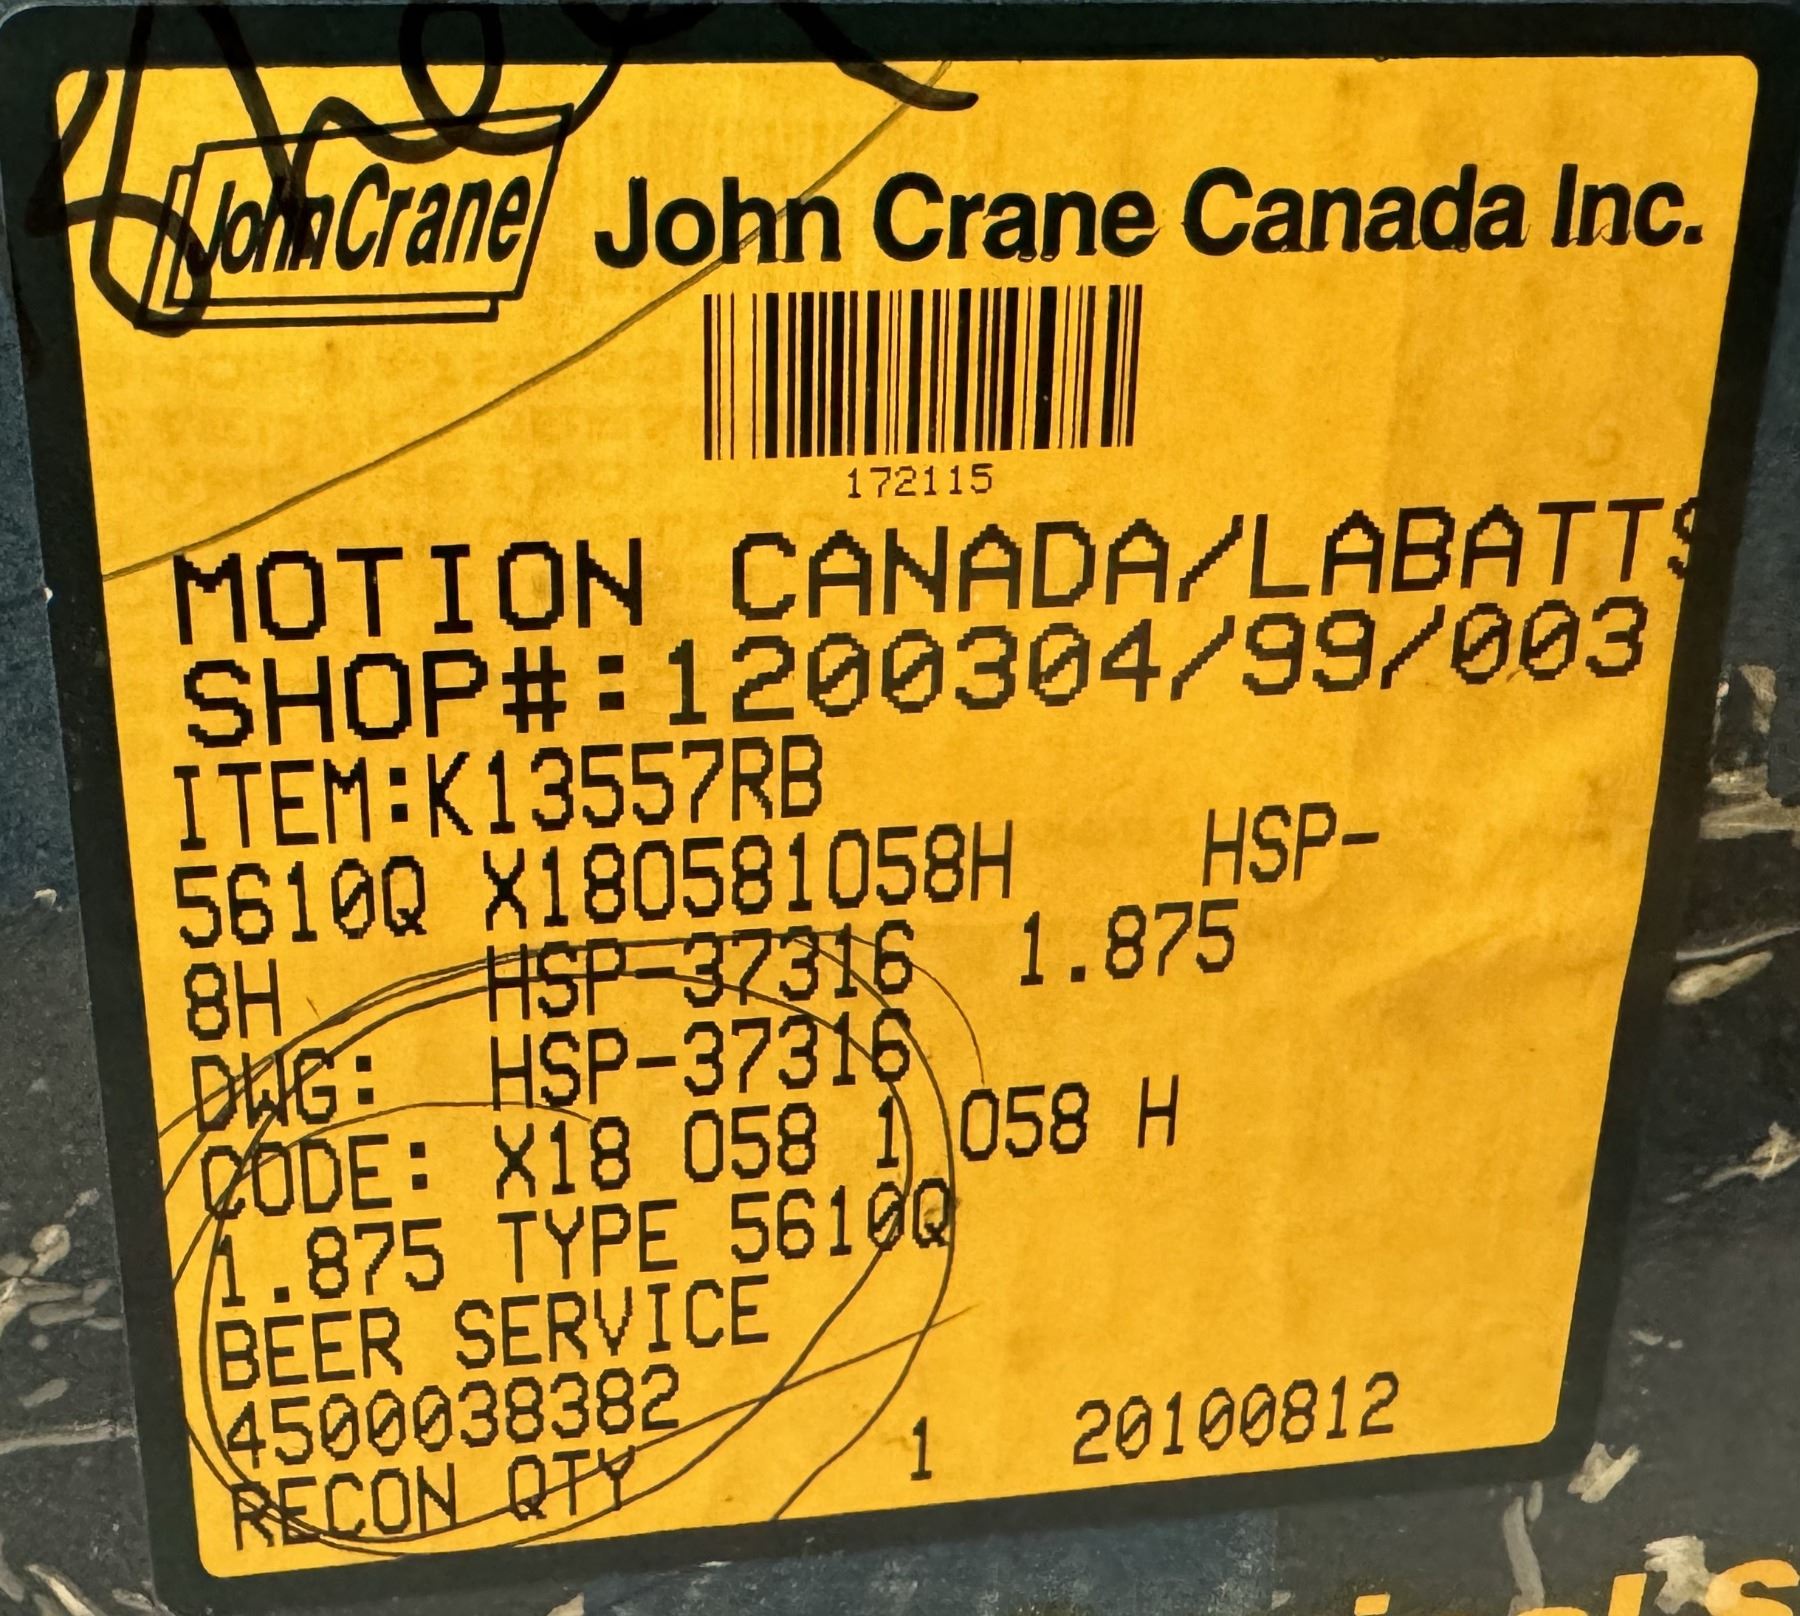 JohnCrane
John Crane Canada Inc.
172115
MOTION CANADA/LABATTS
SHOP#:1200304/99/003
ITEM:K13557RB
5610Q X180581058H HSP-
8H HSP-37316 1.875
DWG: HSP-37316
CODE: X18 058 1 058 H
1.875 TYPE 5610Q
BEER SERVICE
4500038382
RECON QTY 1 20100812